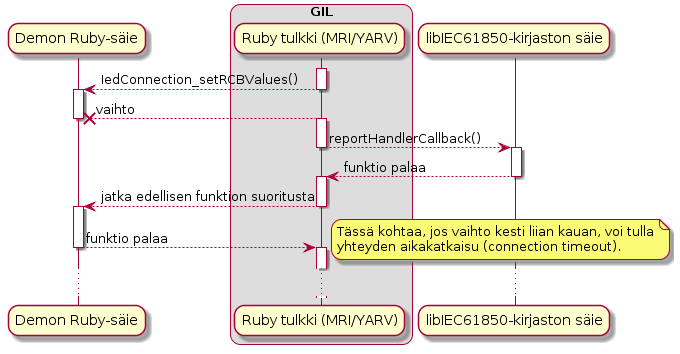 GIL
Demon Ruby-säie
Ruby tulkki (MRI/YARV)
libIEC61850-kirjaston säie
IedConnection_setRCBValues()
vaihto
reportHandlerCallback()
funktio palaa
jatka edellisen funktion suoritusta
Tässä kohtaa, jos vaihto kesti liian kauan, voi tulla
yhteyden aikakatkaisu (connection timeout).
funktio palaa
Demon Ruby-säie
Ruby tulkki (MRI/YARV)
libIEC61850-kirjaston säie